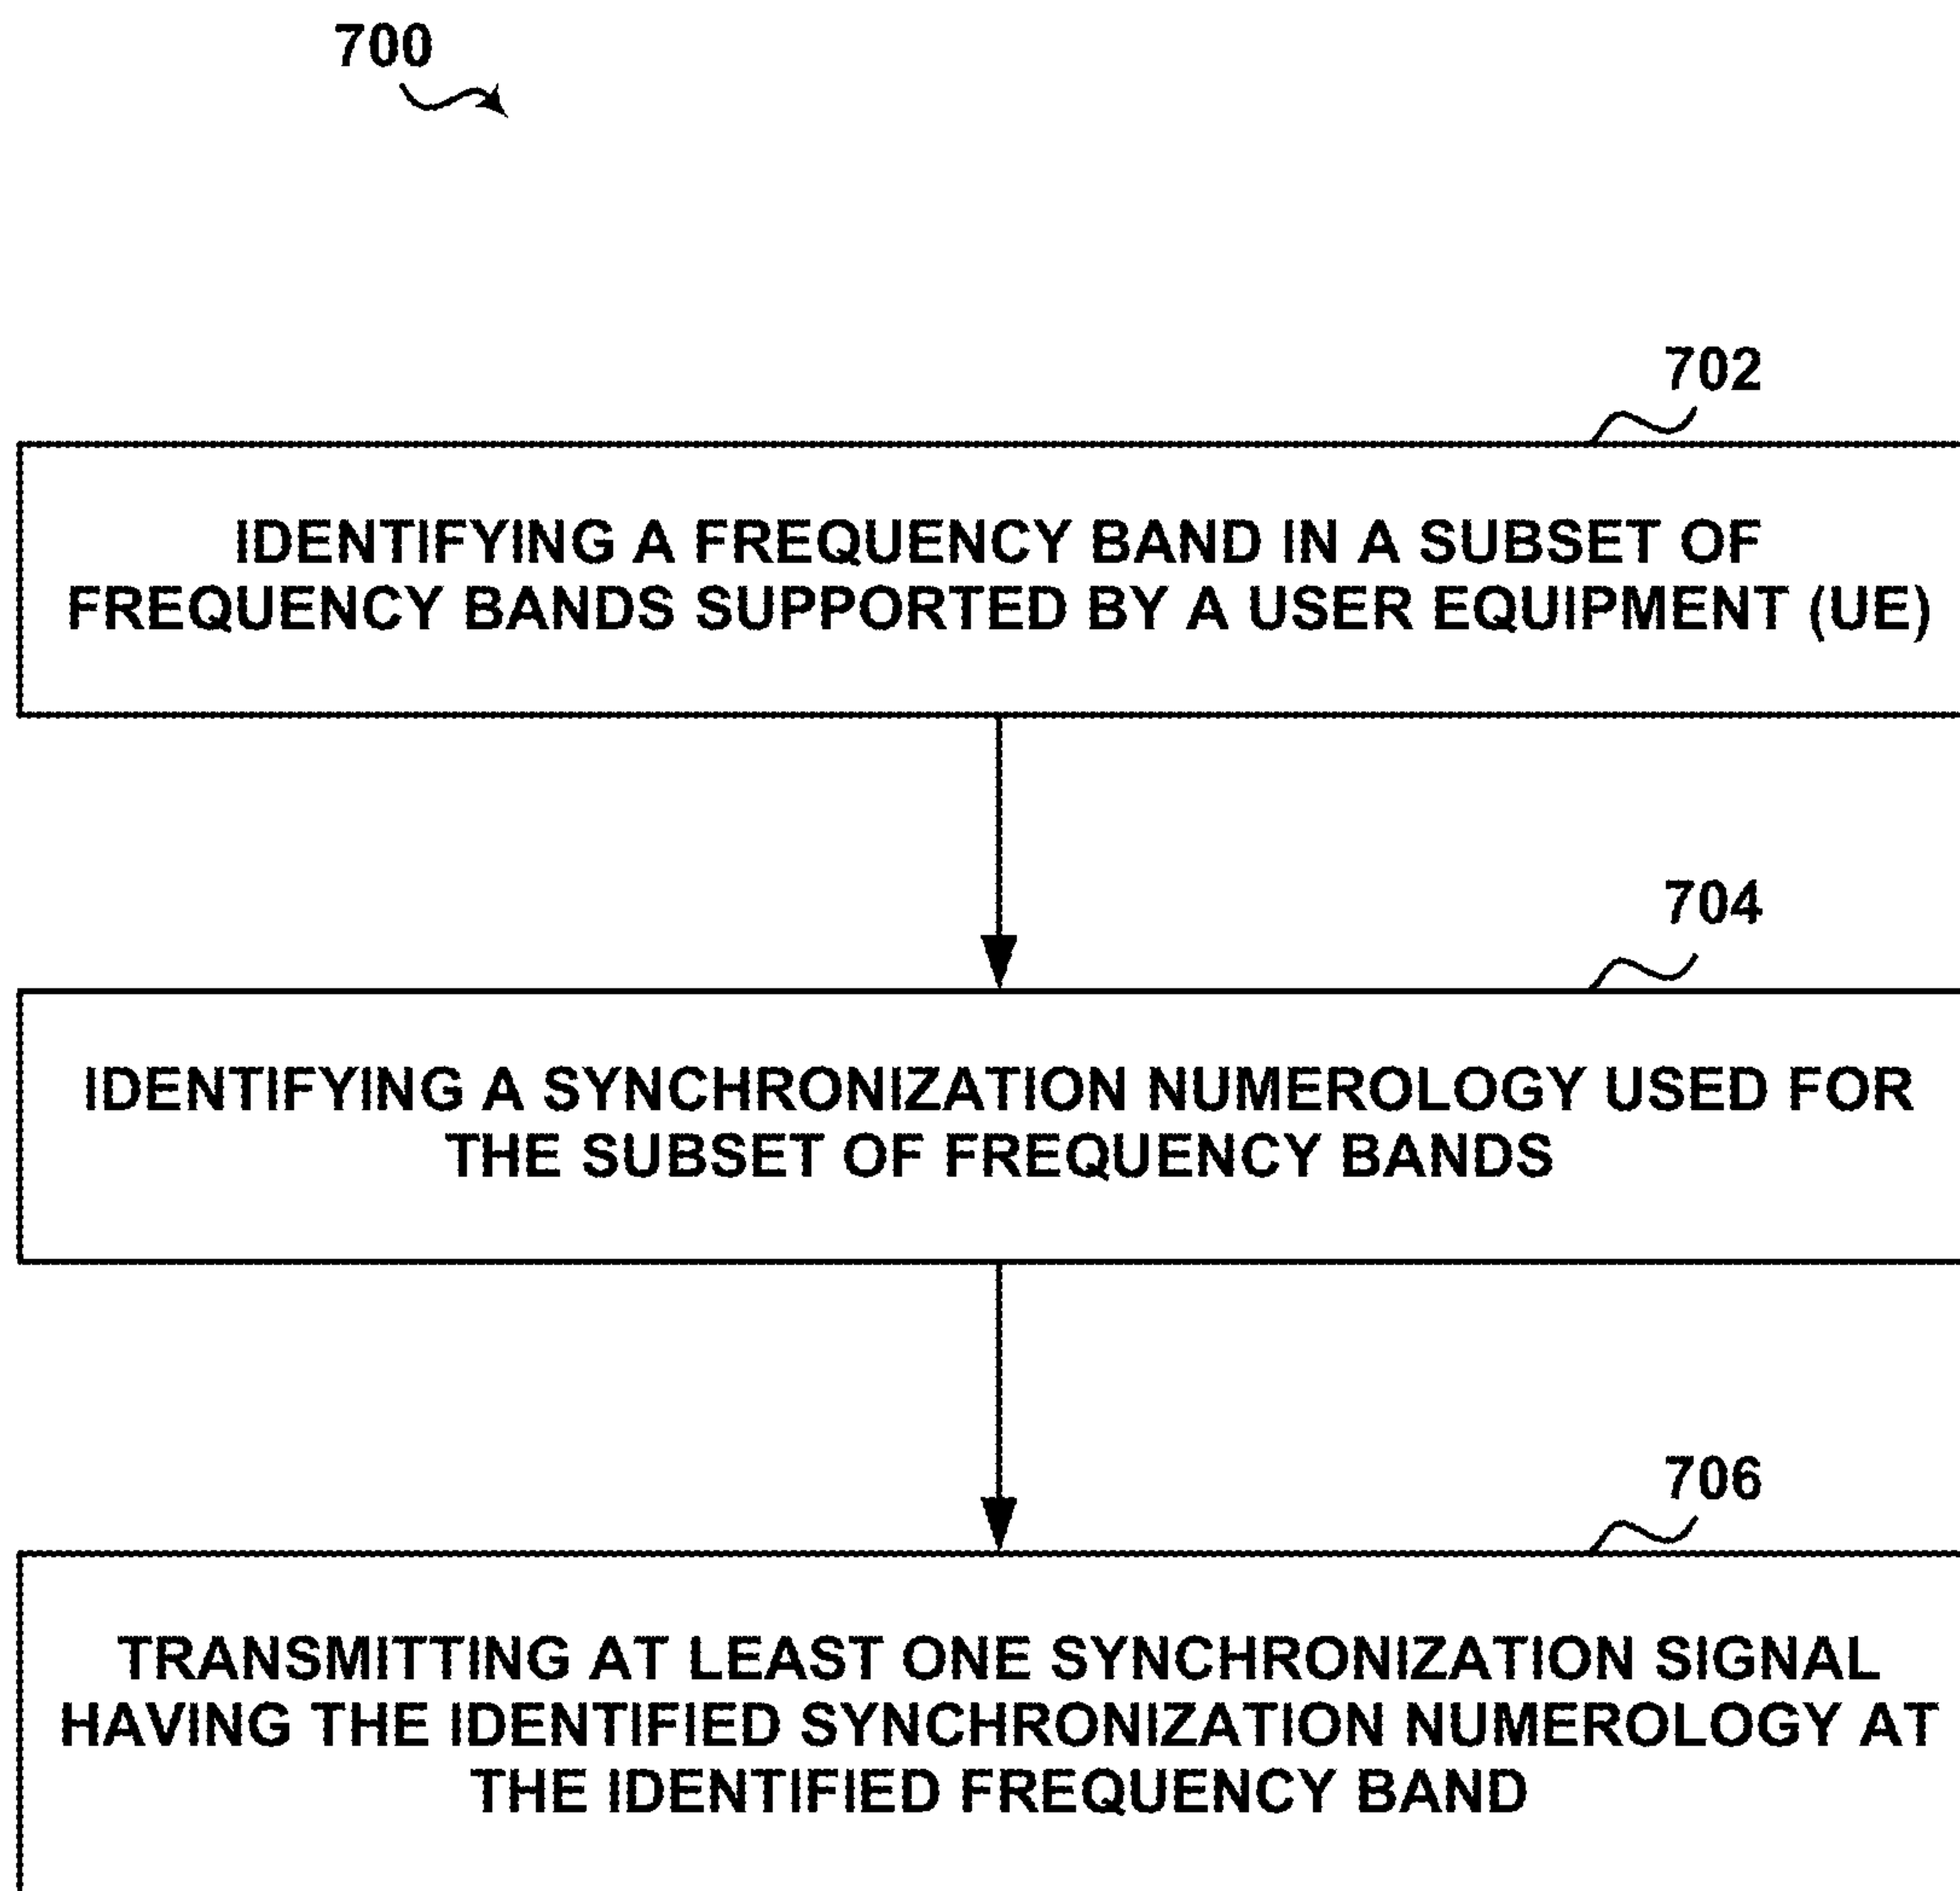 700
702
IDENTIFYING A FREQUENCY BAND IN A SUBSET OF
FREQUENCY BANDS SUPPORTED BY A USER EQUIPMENT (UE)
704
IDENTIFYING A SYNCHRONIZATION NUMEROLOGY USED FOR
THE SUBSET OF FREQUENCY BANDS
706
TRANSMITTING AT LEAST ONE SYNCHRONIZATION SIGNAL
HAVING THE IDENTIFIED SYNCHRONIZATION NUMEROLOGY AT
THE IDENTIFIED FREQUENCY BAND